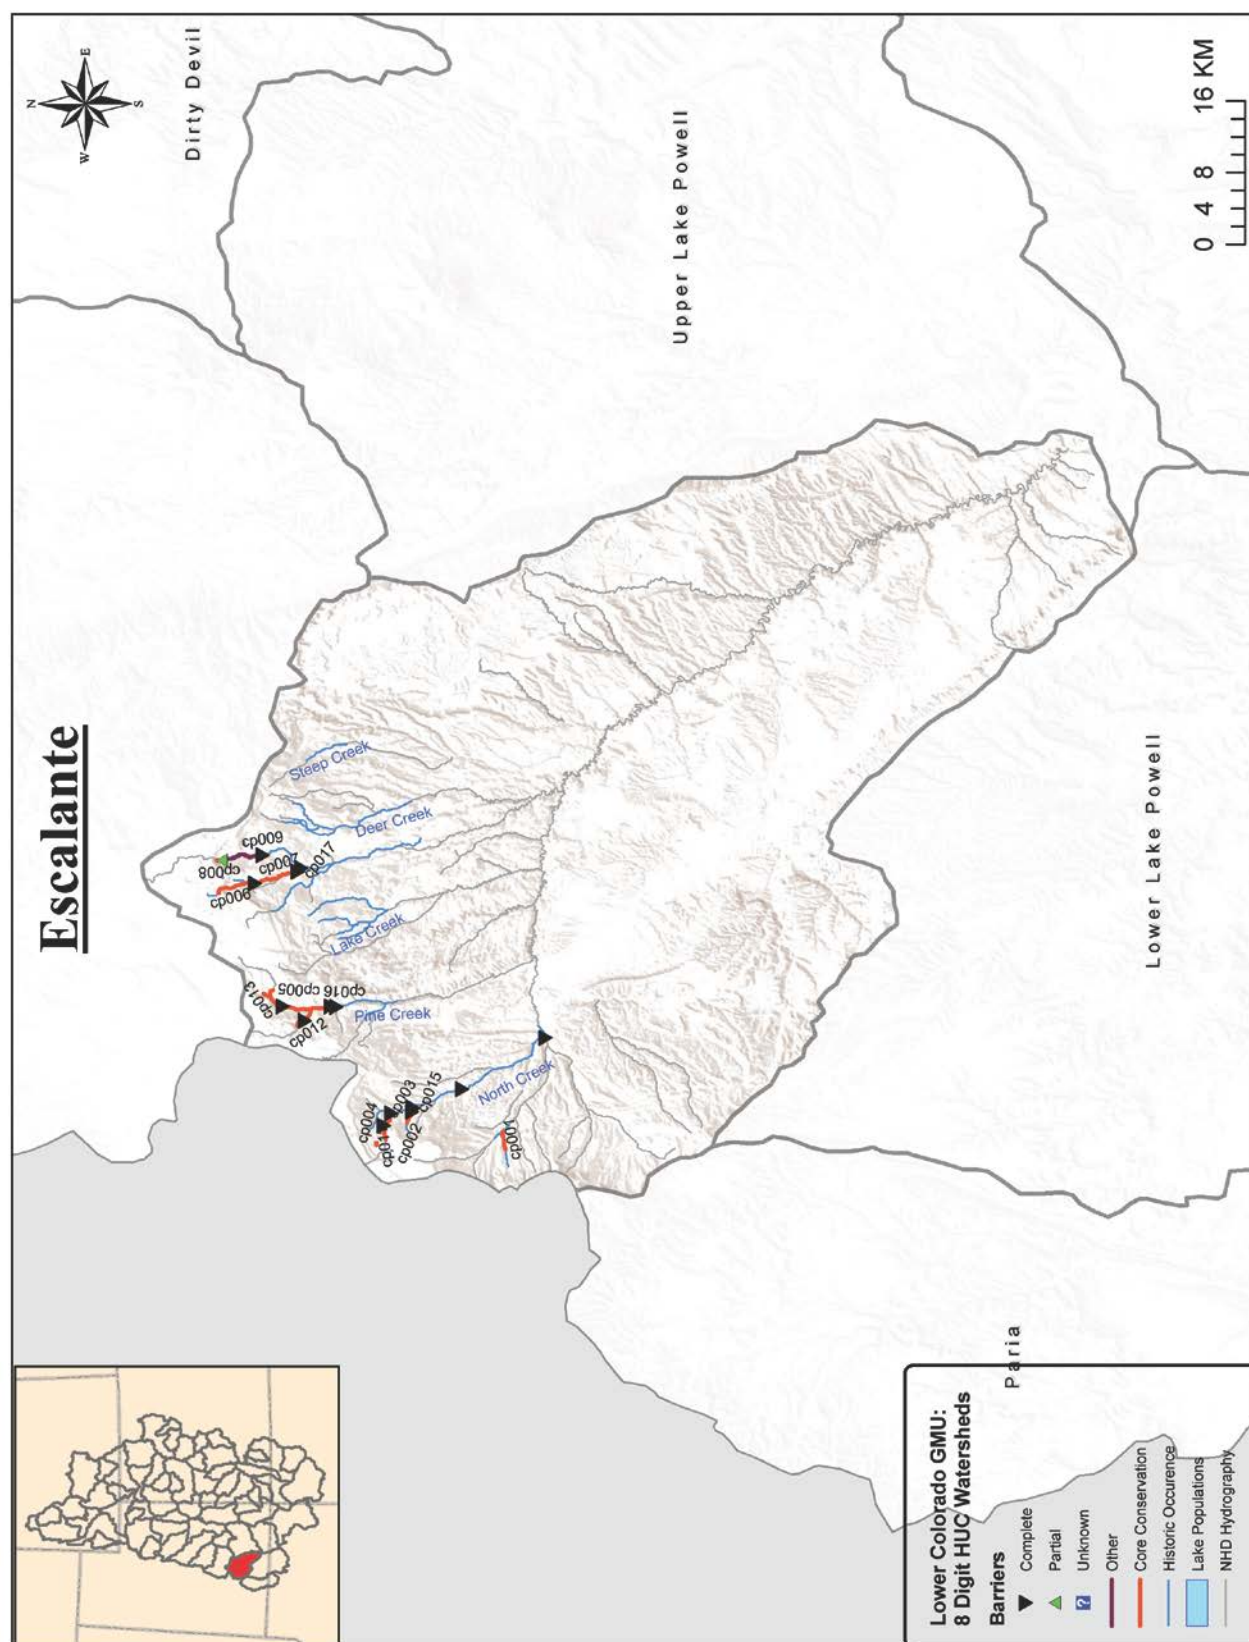 Escalante
N
W
E
S
Dirty Devil
Upper Lake Powell
Lower Lake Powell
Paria
Steep Creek
Deer Creek
Lake Creek
Pine Creek
North Creek
cp009
cp008
cp007
cp006
cp017
cp013
cp005
cp016
cp012
cp004
cp003
cp01
cp015
cp002
cp001
0 4 8 16 KM
Lower Colorado GMU:
8 Digit HUC Watersheds
Barriers
Complete
Partial
? Unknown
Other
Core Conservation
Historic Occurence
Lake Populations
NHD Hydrography